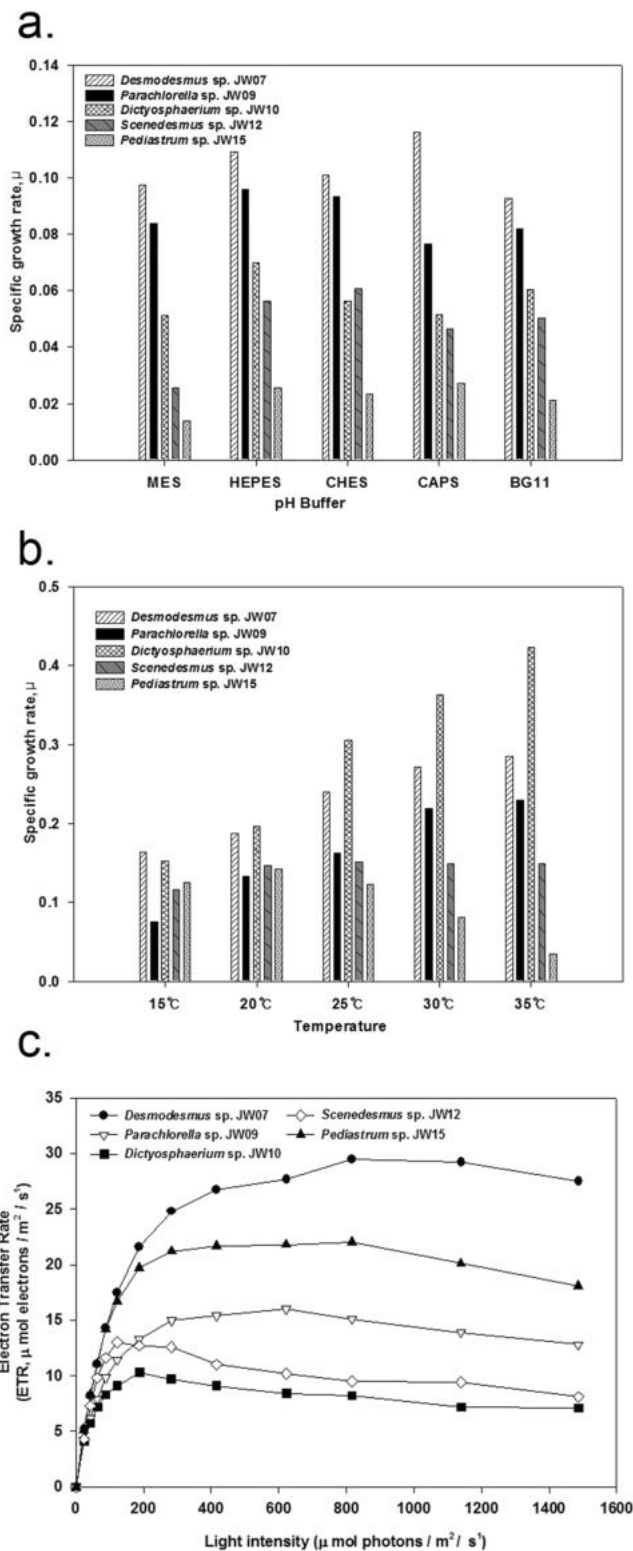 a.
0.14
0.12
0.10
0.08
0.06
0.04
0.02
0.00
Specific growth rate, μ
Desmodesmus sp. JW07
Parachlorella sp. JW09
Dictyosphaerium sp. JW10
Scenedesmus sp. JW12
Pediastrum sp. JW15
MES HEPES CHES CAPS BG11
pH Buffer
b.
0.5
0.4
0.3
0.2
0.1
0.0
Specific growth rate, μ
Desmodesmus sp. JW07
Parachlorella sp. JW09
Dictyosphaerium sp. JW10
Scenedesmus sp. JW12
Pediastrum sp. JW15
15℃ 20℃ 25℃ 30℃ 35℃
Temperature
c.
35
30
25
20
15
10
5
0
Electron Transfer Rate
(ETR, μ mol electrons / m² / s¹)
Desmodesmus sp. JW07 Scenedesmus sp. JW12
Parachlorella sp. JW09 Pediastrum sp. JW15
Dictyosphaerium sp. JW10
0 200 400 600 800 1000 1200 1400 1600
Light intensity (μ mol photons / m²/ s¹)